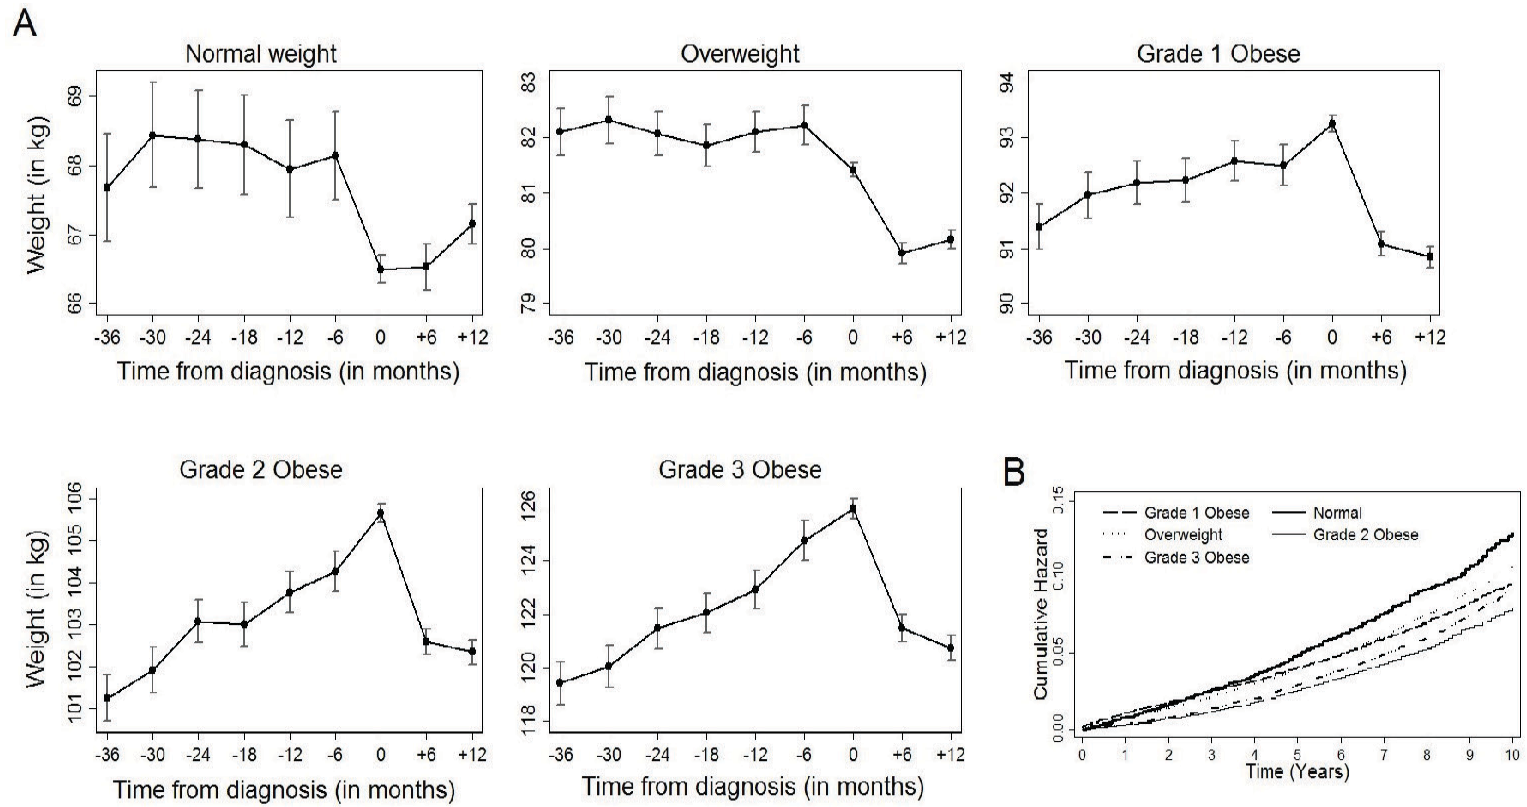 A
Normal weight
Overweight
Grade 1 Obese
Weight (in kg)
69
68
67
66
83
82
81
80
79
94
93
92
91
90
-36 -30 -24 -18 -12 -6 0 +6 +12
-36 -30 -24 -18 -12 -6 0 +6 +12
-36 -30 -24 -18 -12 -6 0 +6 +12
Time from diagnosis (in months)
Time from diagnosis (in months)
Time from diagnosis (in months)
Grade 2 Obese
Grade 3 Obese
B
Weight (in kg)
106
105
104
103
102
101
126
124
122
120
118
-36 -30 -24 -18 -12 -6 0 +6 +12
-36 -30 -24 -18 -12 -6 0 +6 +12
Time from diagnosis (in months)
Time from diagnosis (in months)
Cumulative Hazard
0.15
0.10
0.05
0.00
Grade 1 Obese
Normal
Overweight
Grade 2 Obese
Grade 3 Obese
0 1 2 3 4 5 6 7 8 9 10
Time (Years)